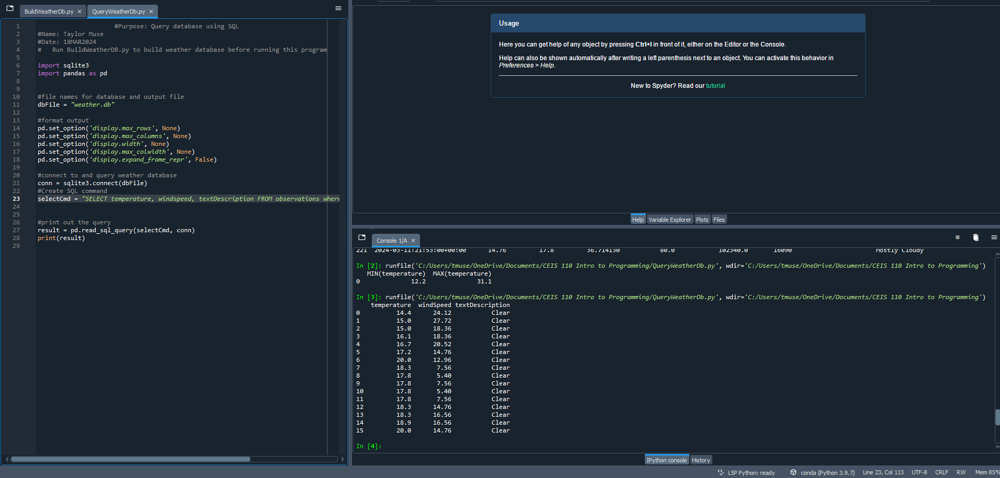 BuildWeatherDb.py
QueryWeatherDb.py
1 #Purpose: Query database using SQL
2 #Name: Taylor Muse
3 #Date: 18MAR2024
4 #   Run BuildWeatherDB.py to build weather database before running this program
5
6 import sqlite3
7 import pandas as pd
8
9
10 #file names for database and output file
11 dbFile = "weather.db"
12
13 #format output
14 pd.set_option('display.max_rows', None)
15 pd.set_option('display.max_columns', None)
16 pd.set_option('display.width', None)
17 pd.set_option('display.max_colwidth', None)
18 pd.set_option('display.expand_frame_repr', False)
19
20 #connect to and query weather database
21 conn = sqlite3.connect(dbFile)
22 #Create SQL command
23 selectCmd = "SELECT temperature, windspeed, textDescription FROM observations where
24
25
26 #print out the query
27 result = pd.read_sql_query(selectCmd, conn)
28 print(result)
29
Usage
Here you can get help of any object by pressing Ctrl+I in front of it, either on the Editor or the Console.
Help can also be shown automatically after writing a left parenthesis next to an object. You can activate this behavior in
Preferences > Help.
New to Spyder? Read our tutorial
Help
Variable Explorer
Plots
Files
Console 1/A
221 2024-03-11T21:53:00+00:00 14.76 17.8 36.714130 80.0 102340.0 16090 Mostly Cloudy
In [2]: runfile('C:/Users/tmuse/OneDrive/Documents/CEIS 110 Intro to Programming/QueryWeatherDb.py', wdir='C:/Users/tmuse/OneDrive/Documents/CEIS 110 Intro to Programming')
MIN(temperature) MAX(temperature)
0 12.2 31.1
In [3]: runfile('C:/Users/tmuse/OneDrive/Documents/CEIS 110 Intro to Programming/QueryWeatherDb.py', wdir='C:/Users/tmuse/OneDrive/Documents/CEIS 110 Intro to Programming')
temperature windSpeed textDescription
0 14.4 24.12 Clear
1 15.0 27.72 Clear
2 15.0 18.36 Clear
3 16.1 18.36 Clear
4 16.7 20.52 Clear
5 17.2 14.76 Clear
6 20.0 12.96 Clear
7 18.3 7.56 Clear
8 17.8 5.40 Clear
9 17.8 7.56 Clear
10 17.8 5.40 Clear
11 17.8 7.56 Clear
12 18.3 14.76 Clear
13 18.3 16.56 Clear
14 18.9 16.56 Clear
15 20.0 14.76 Clear
In [4]:
IPython console
History
LSP Python: ready
conda (Python 3.9.7)
Line 23, Col 113
UTF-8
CRLF
RW
Mem 85%